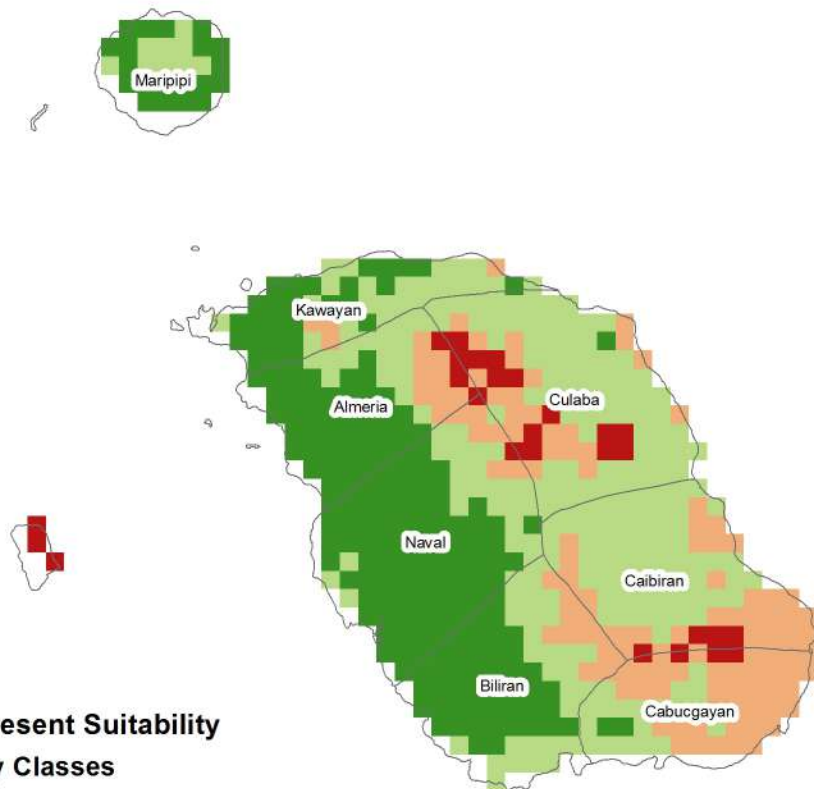 Maripipi
Kawayan
Almeria
Culaba
Naval
Caibiran
Biliran
Cabucgayan
esent Suitability
y Classes